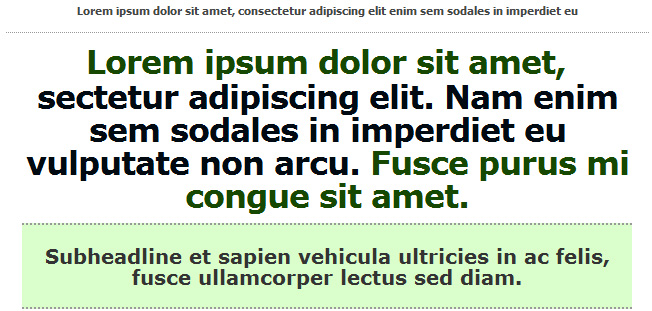 Lorem ipsum dolor sit amet, consectetur adipiscing elit enim sem sodales in imperdiet eu
Lorem ipsum dolor sit amet,
sectetur adipiscing elit. Nam enim
sem sodales in imperdiet eu
vulputate non arcu. Fusce purus mi
congue sit amet.
Subheadline et sapien vehicula ultricies in ac felis,
fusce ullamcorper lectus sed diam.